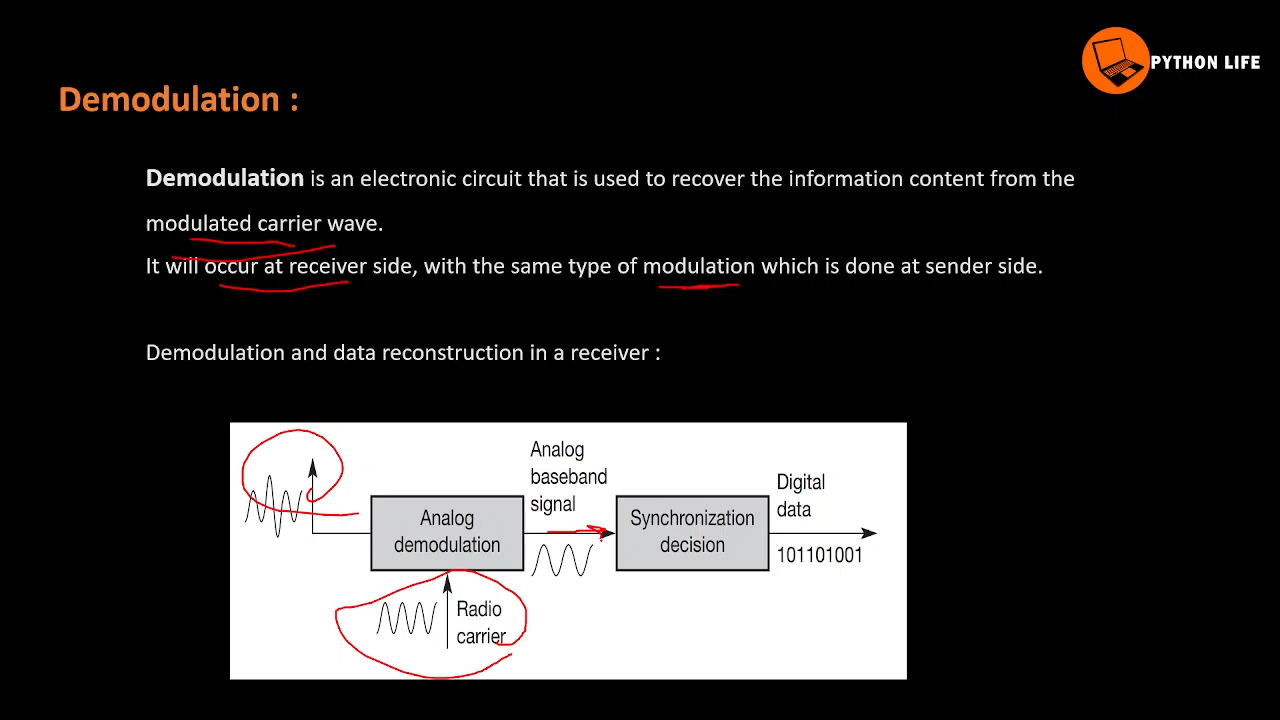 PYTHON LIFE
Demodulation :
Demodulation is an electronic circuit that is used to recover the information content from the
modulated carrier wave.
It will occur at receiver side, with the same type of modulation which is done at sender side.
Demodulation and data reconstruction in a receiver :
Analog
baseband
signal
Digital
data
Analog
demodulation
Synchronization
decision
101101001
Radio
carrier